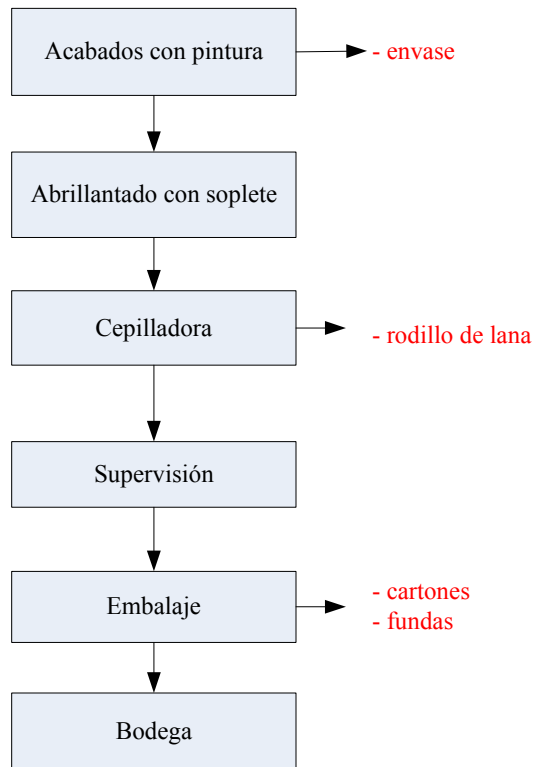 Acabados con pintura
- envase
Abrillantado con soplete
Cepilladora
- rodillo de lana
Supervisión
Embalaje
- cartones
- fundas
Bodega